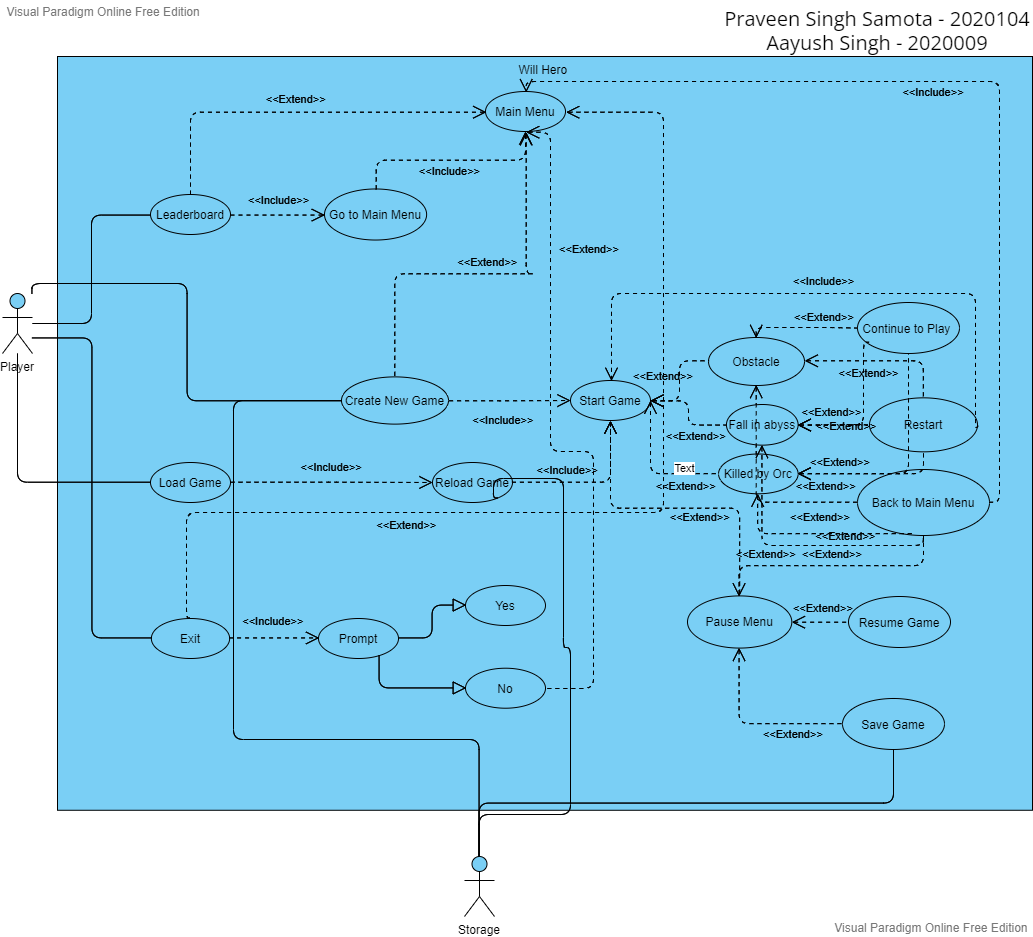 Visual Paradigm Online Free Edition
Praveen Singh Samota - 2020104
Aayush Singh - 2020009
Will Hero
<<Include>>
<<Extend>>
Main Menu
<<Include>>
<<Include>>
Leaderboard
Go to Main Menu
<<Extend>>
<<Extend>>
<<Include>>
<<Extend>>
Continue to Play
Player
Obstacle
<<Extend>>
<<Extend>>
Create New Game
Start Game
<<Extend>>
<<Include>>
Fall in abyss
<<Extend>>
Restart
<<Extend>>
<<Extend>>
<<Include>>
<<Include>>
Text
Killed by Orc
Load Game
Reload Game
<<Extend>>
<<Extend>>
Back to Main Menu
<<Extend>>
<<Extend>>
<<Extend>>
<<Extend>>
<<Extend>>
<<Extend>>
Yes
<<Extend>>
<<Include>>
Pause Menu
Resume Game
Exit
Prompt
No
Save Game
<<Extend>>
Storage
Visual Paradigm Online Free Edition